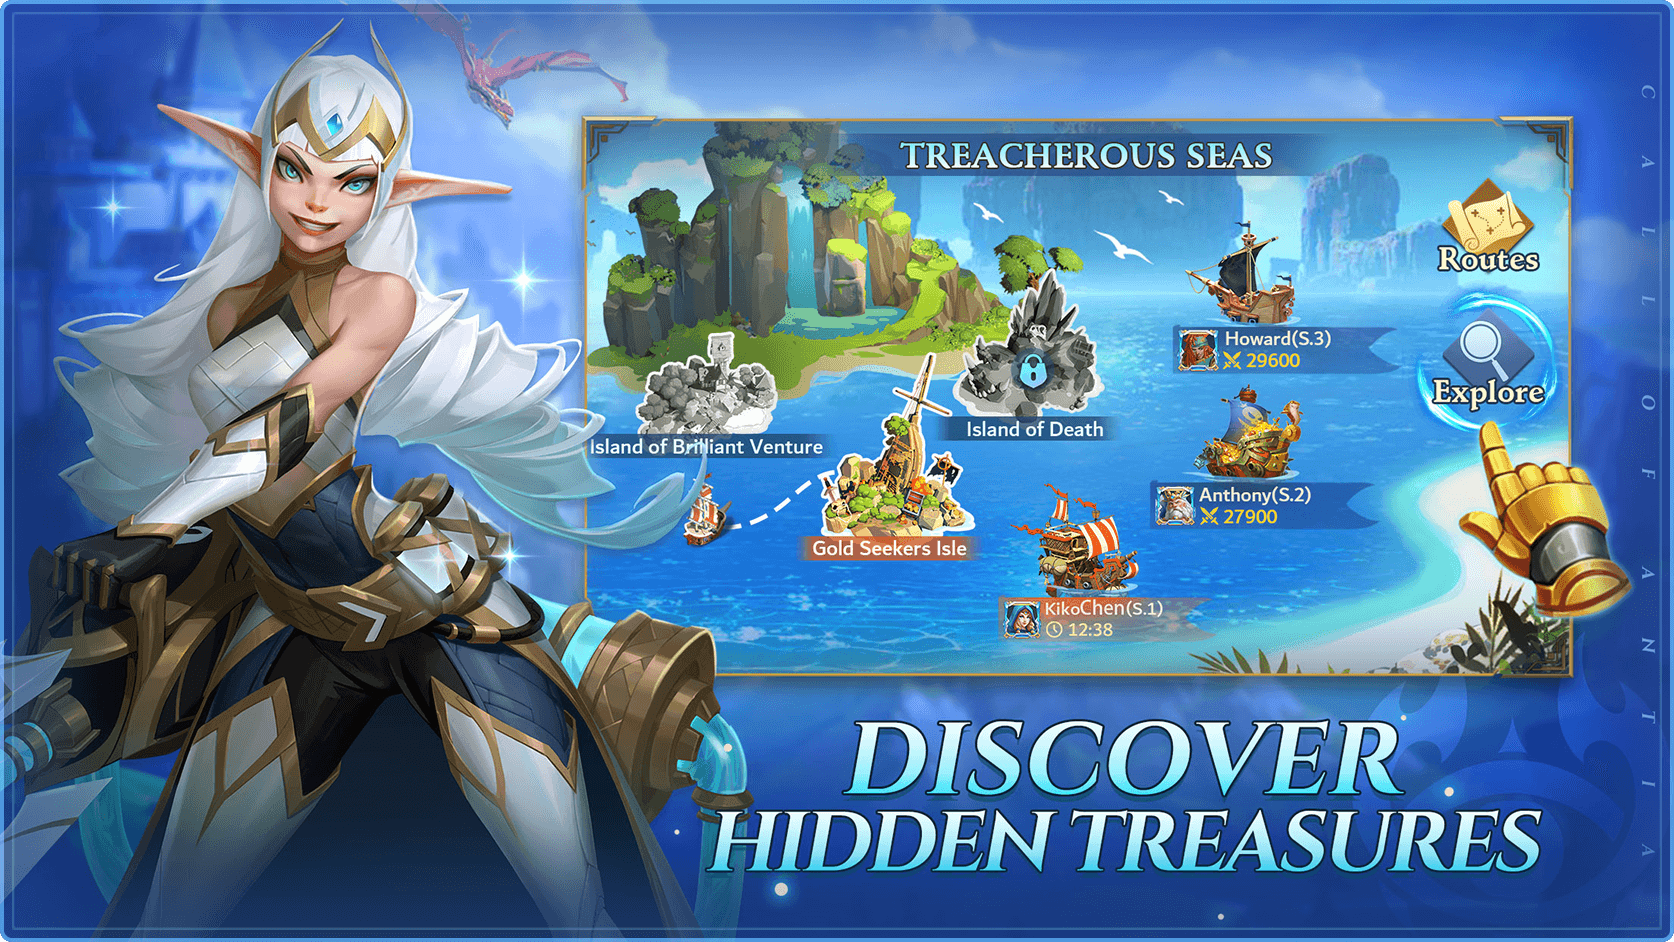 TREACHEROUS SEAS
Routes
Explore
Howard(S.3)
29600
Island of Death
Island of Brilliant Venture
Anthony(S.2)
27900
Gold Seekers Isle
KikoChen(S.1)
12:38
DISCOVER
HIDDEN TREASURES
CALL OF ANTIA